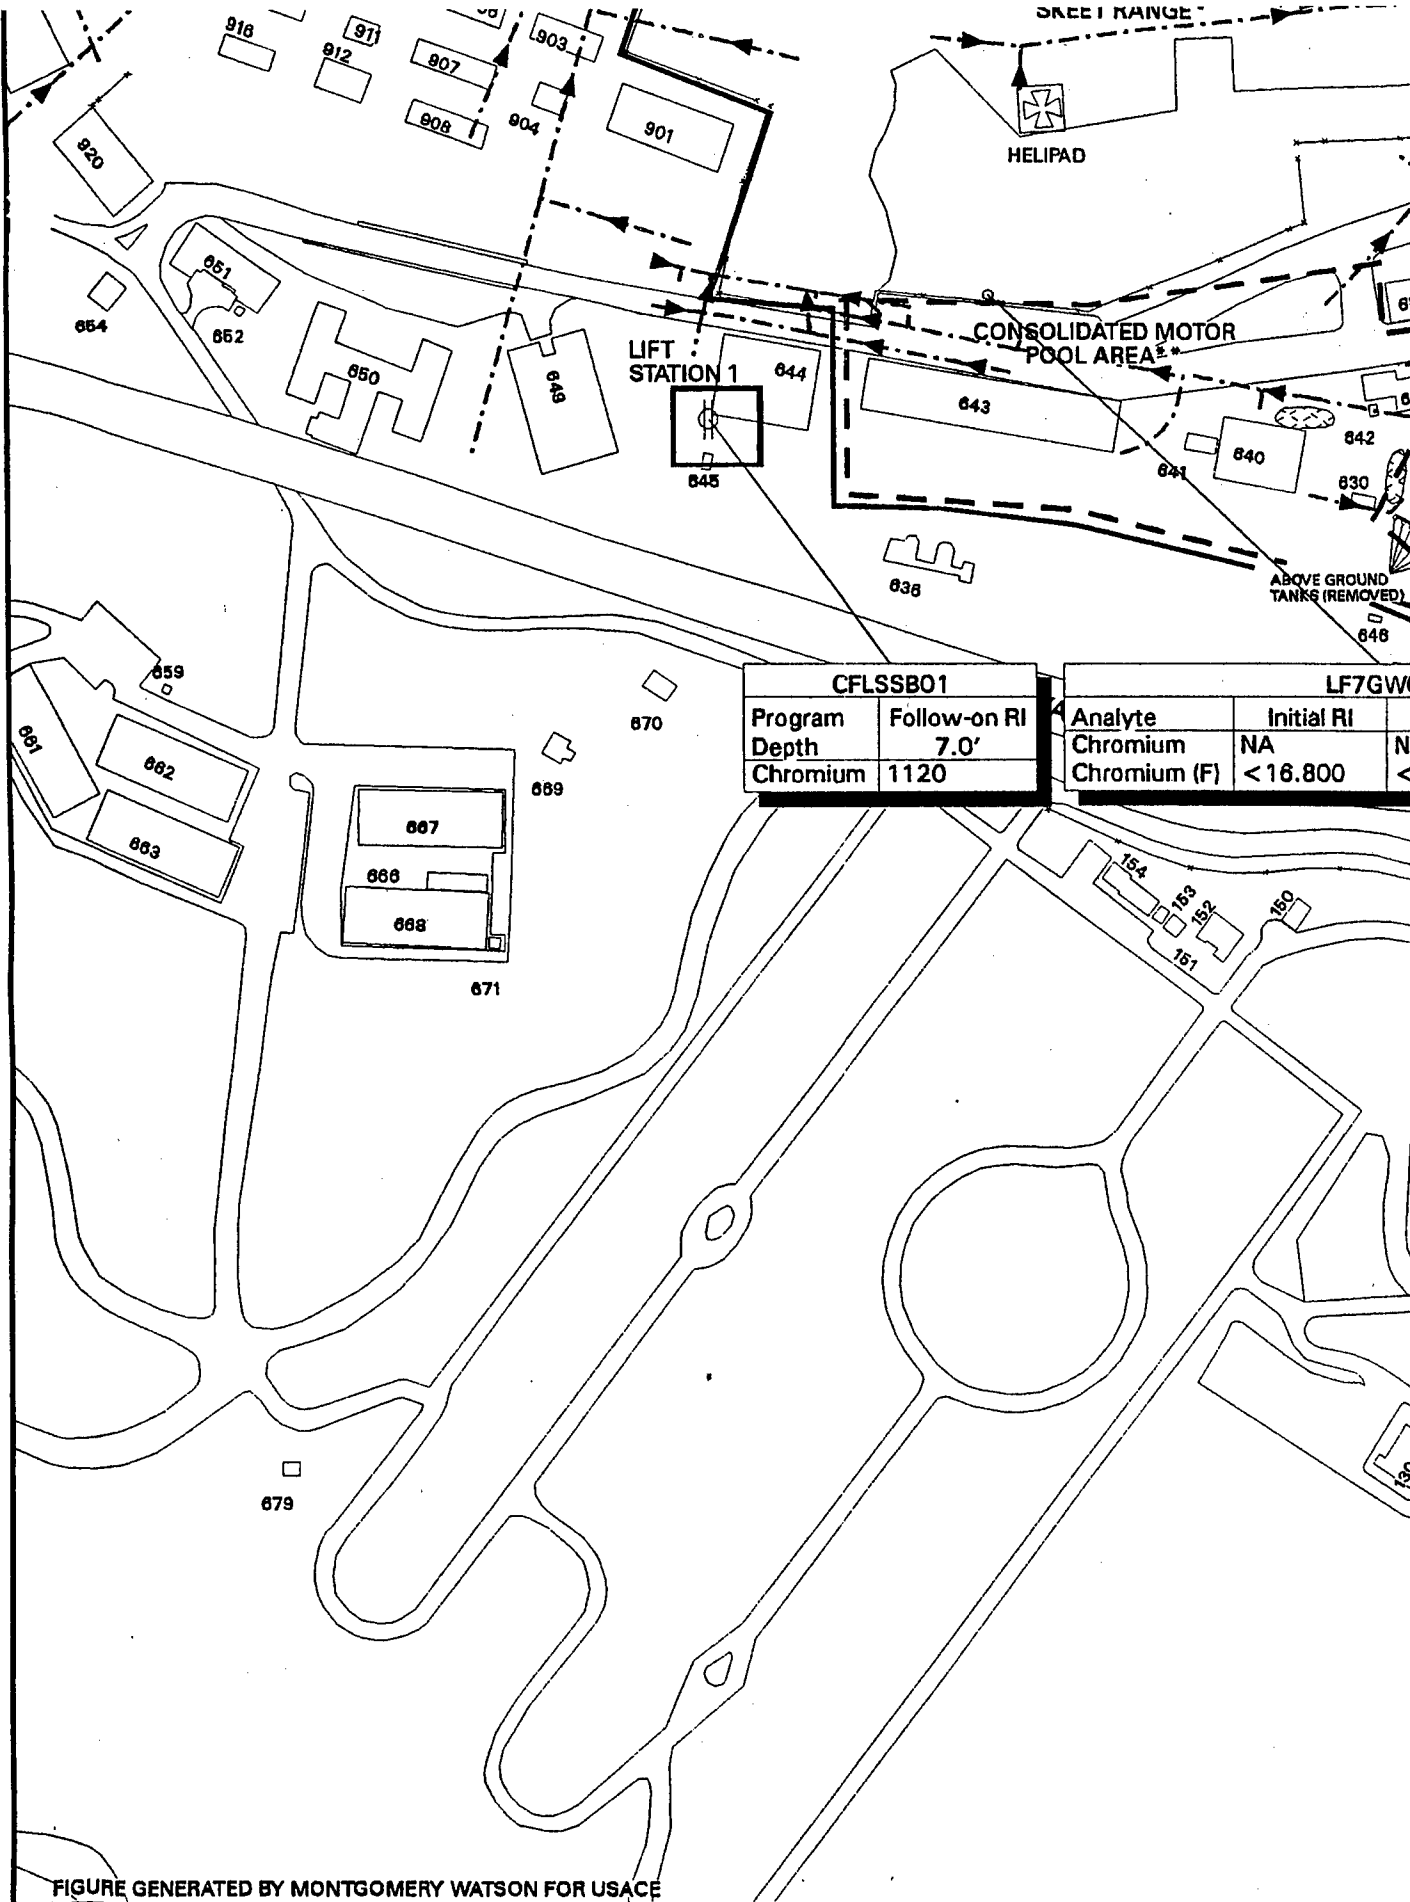 SKEET RANGE
916
911
912
907
903
908
904
901
920
HELIPAD
651
654
652
650
649
LIFT
STATION 1
644
645
CONSOLIDATED MOTOR
POOL AREA**
643
641
840
842
630
636
ABOVE GROUND
TANKS (REMOVED)
646
659
661
662
663
670
669
667
666
668
671
CFLSSB01
Program Follow-on RI
Depth 7.0'
Chromium 1120
LF7GW
Analyte Initial RI
Chromium NA N
Chromium (F) <16.800 <
154
153
152
150
151
130
679
FIGURE GENERATED BY MONTGOMERY WATSON FOR USACE